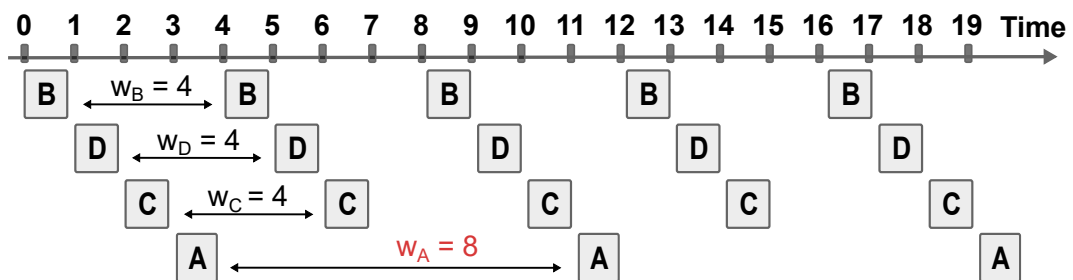 0 1 2 3 4 5 6 7 8 9 10 11 12 13 14 15 16 17 18 19 Time
B w_B = 4 B B B B
D w_D = 4 D D D D
C w_C = 4 C C C C
A w_A = 8 A A